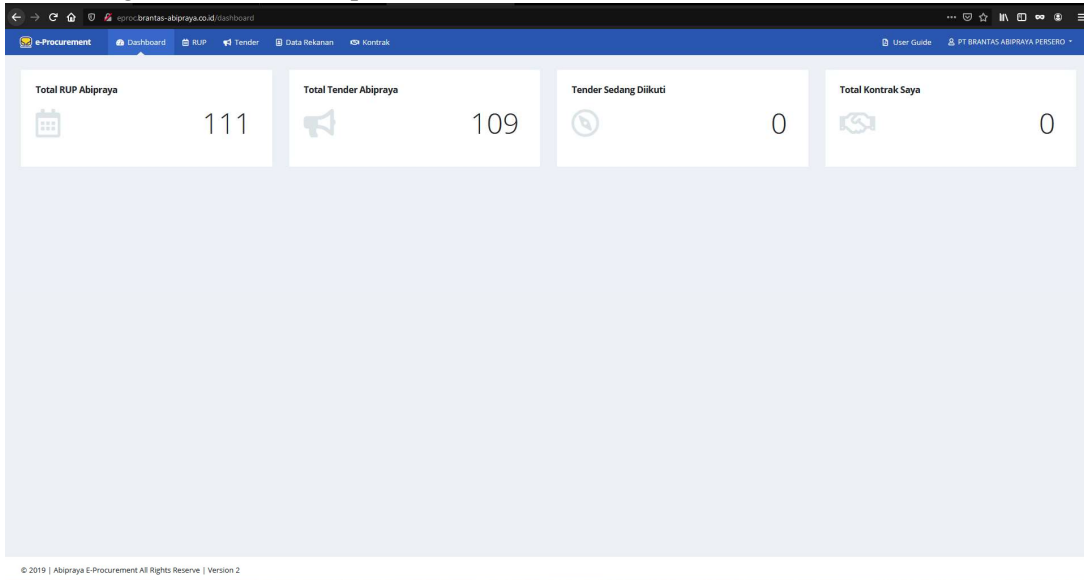 eproc.brantas-abipraya.co.id/dashboard
e-Procurement Dashboard RUP Tender Data Rekanan Kontrak User Guide PT BRANTAS ABIPRAYA PERSERO
Total RUP Abipraya
111
Total Tender Abipraya
109
Tender Sedang Diikuti
0
Total Kontrak Saya
0
© 2019 | Abipraya E-Procurement All Rights Reserve | Version 2